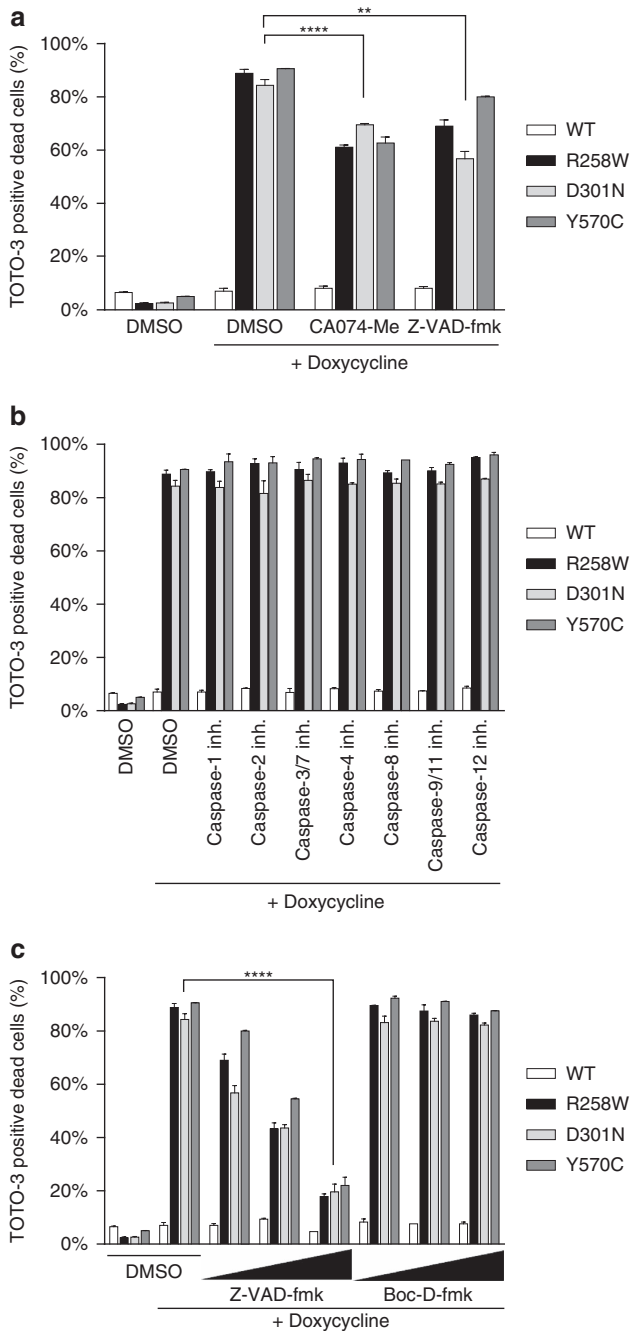 a
**
****
TOTO-3 positive dead cells (%)
100%
80%
60%
40%
20%
0%
WT
R258W
D301N
Y570C
DMSO
DMSO
CA074-Me
Z-VAD-fmk
+ Doxycycline
b
TOTO-3 positive dead cells (%)
100%
80%
60%
40%
20%
0%
WT
R258W
D301N
Y570C
DMSO
DMSO
Caspase-1 inh.
Caspase-2 inh.
Caspase-3/7 inh.
Caspase-4 inh.
Caspase-8 inh.
Caspase-9/11 inh.
Caspase-12 inh.
+ Doxycycline
c
****
TOTO-3 positive dead cells (%)
100%
80%
60%
40%
20%
0%
WT
R258W
D301N
Y570C
DMSO
Z-VAD-fmk
Boc-D-fmk
+ Doxycycline